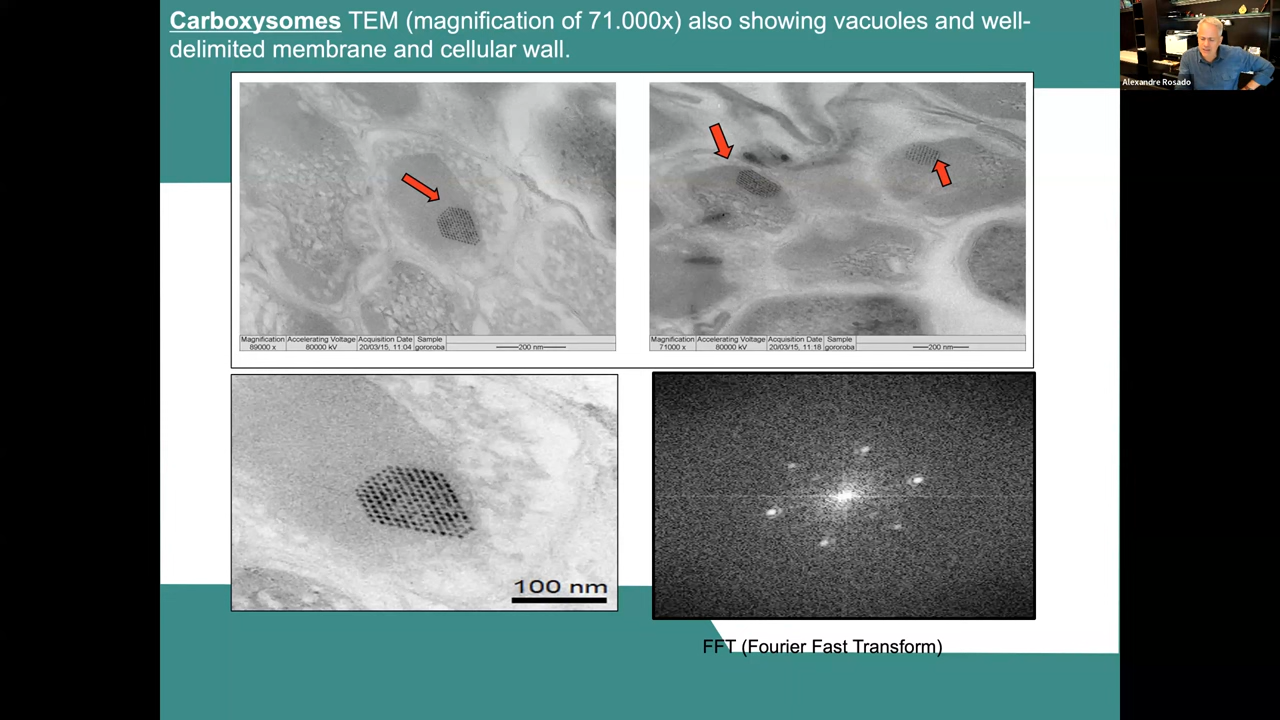 Carboxysomes TEM (magnification of 71.000x) also showing vacuoles and well-
delimited membrane and cellular wall.
Alexandre Rosado
Magnification Accelerating Voltage Acquisition Date Sample
89000 x 80000 kV 20/03/15, 11:04 gororoba 200 nm
Magnification Accelerating Voltage Acquisition Date Sample
71000 x 80000 kV 20/03/15, 11:18 gororoba 200 nm
100 nm
FFT (Fourier Fast Transform)